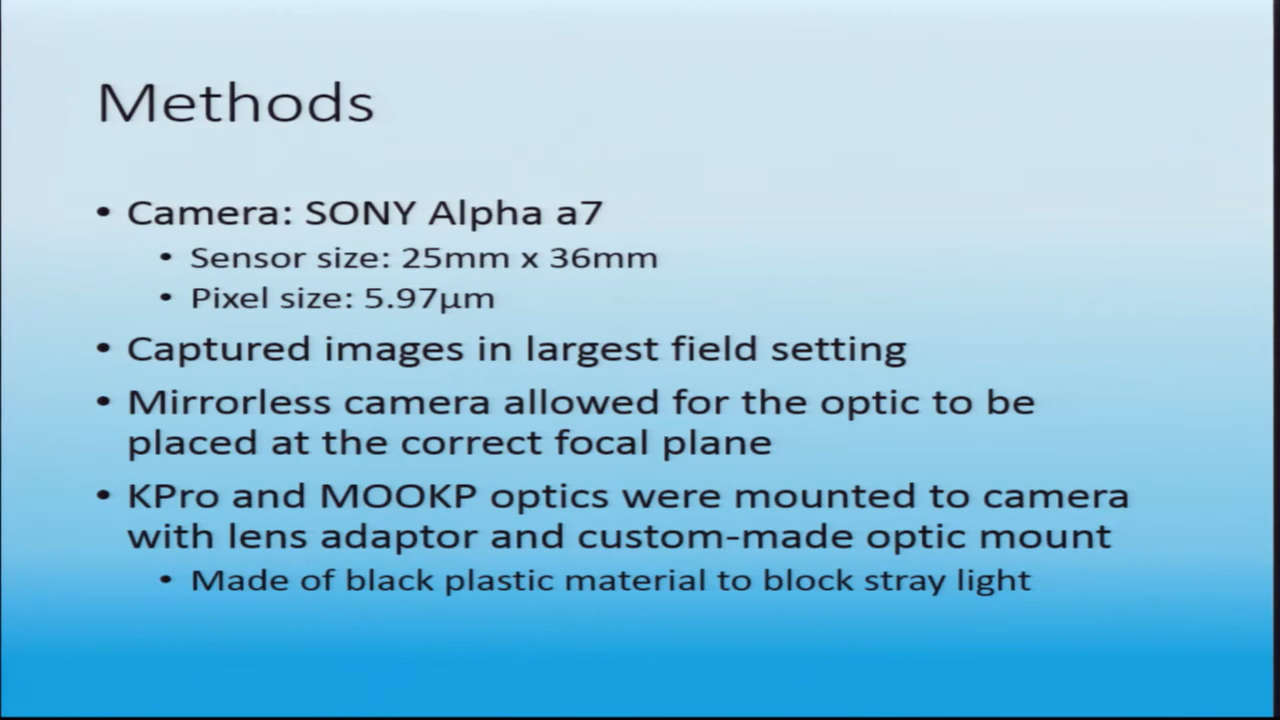 Methods
• Camera: SONY Alpha a7
• Sensor size: 25mm x 36mm
• Pixel size: 5.97µm
• Captured images in largest field setting
• Mirrorless camera allowed for the optic to be
placed at the correct focal plane
• KPro and MOOKP optics were mounted to camera
with lens adaptor and custom-made optic mount
• Made of black plastic material to block stray light